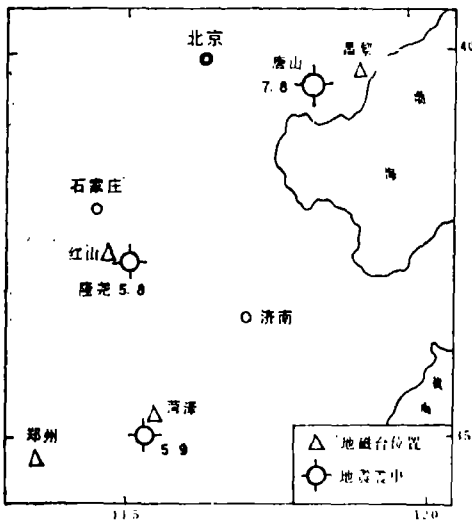 北京
昌黎
40
唐山
7.8
渤
海
石家庄
红山
隆尧 5.8
济南
菏泽
黄
海
郑州
5 9
35
地磁台位置
地震震中
115
120